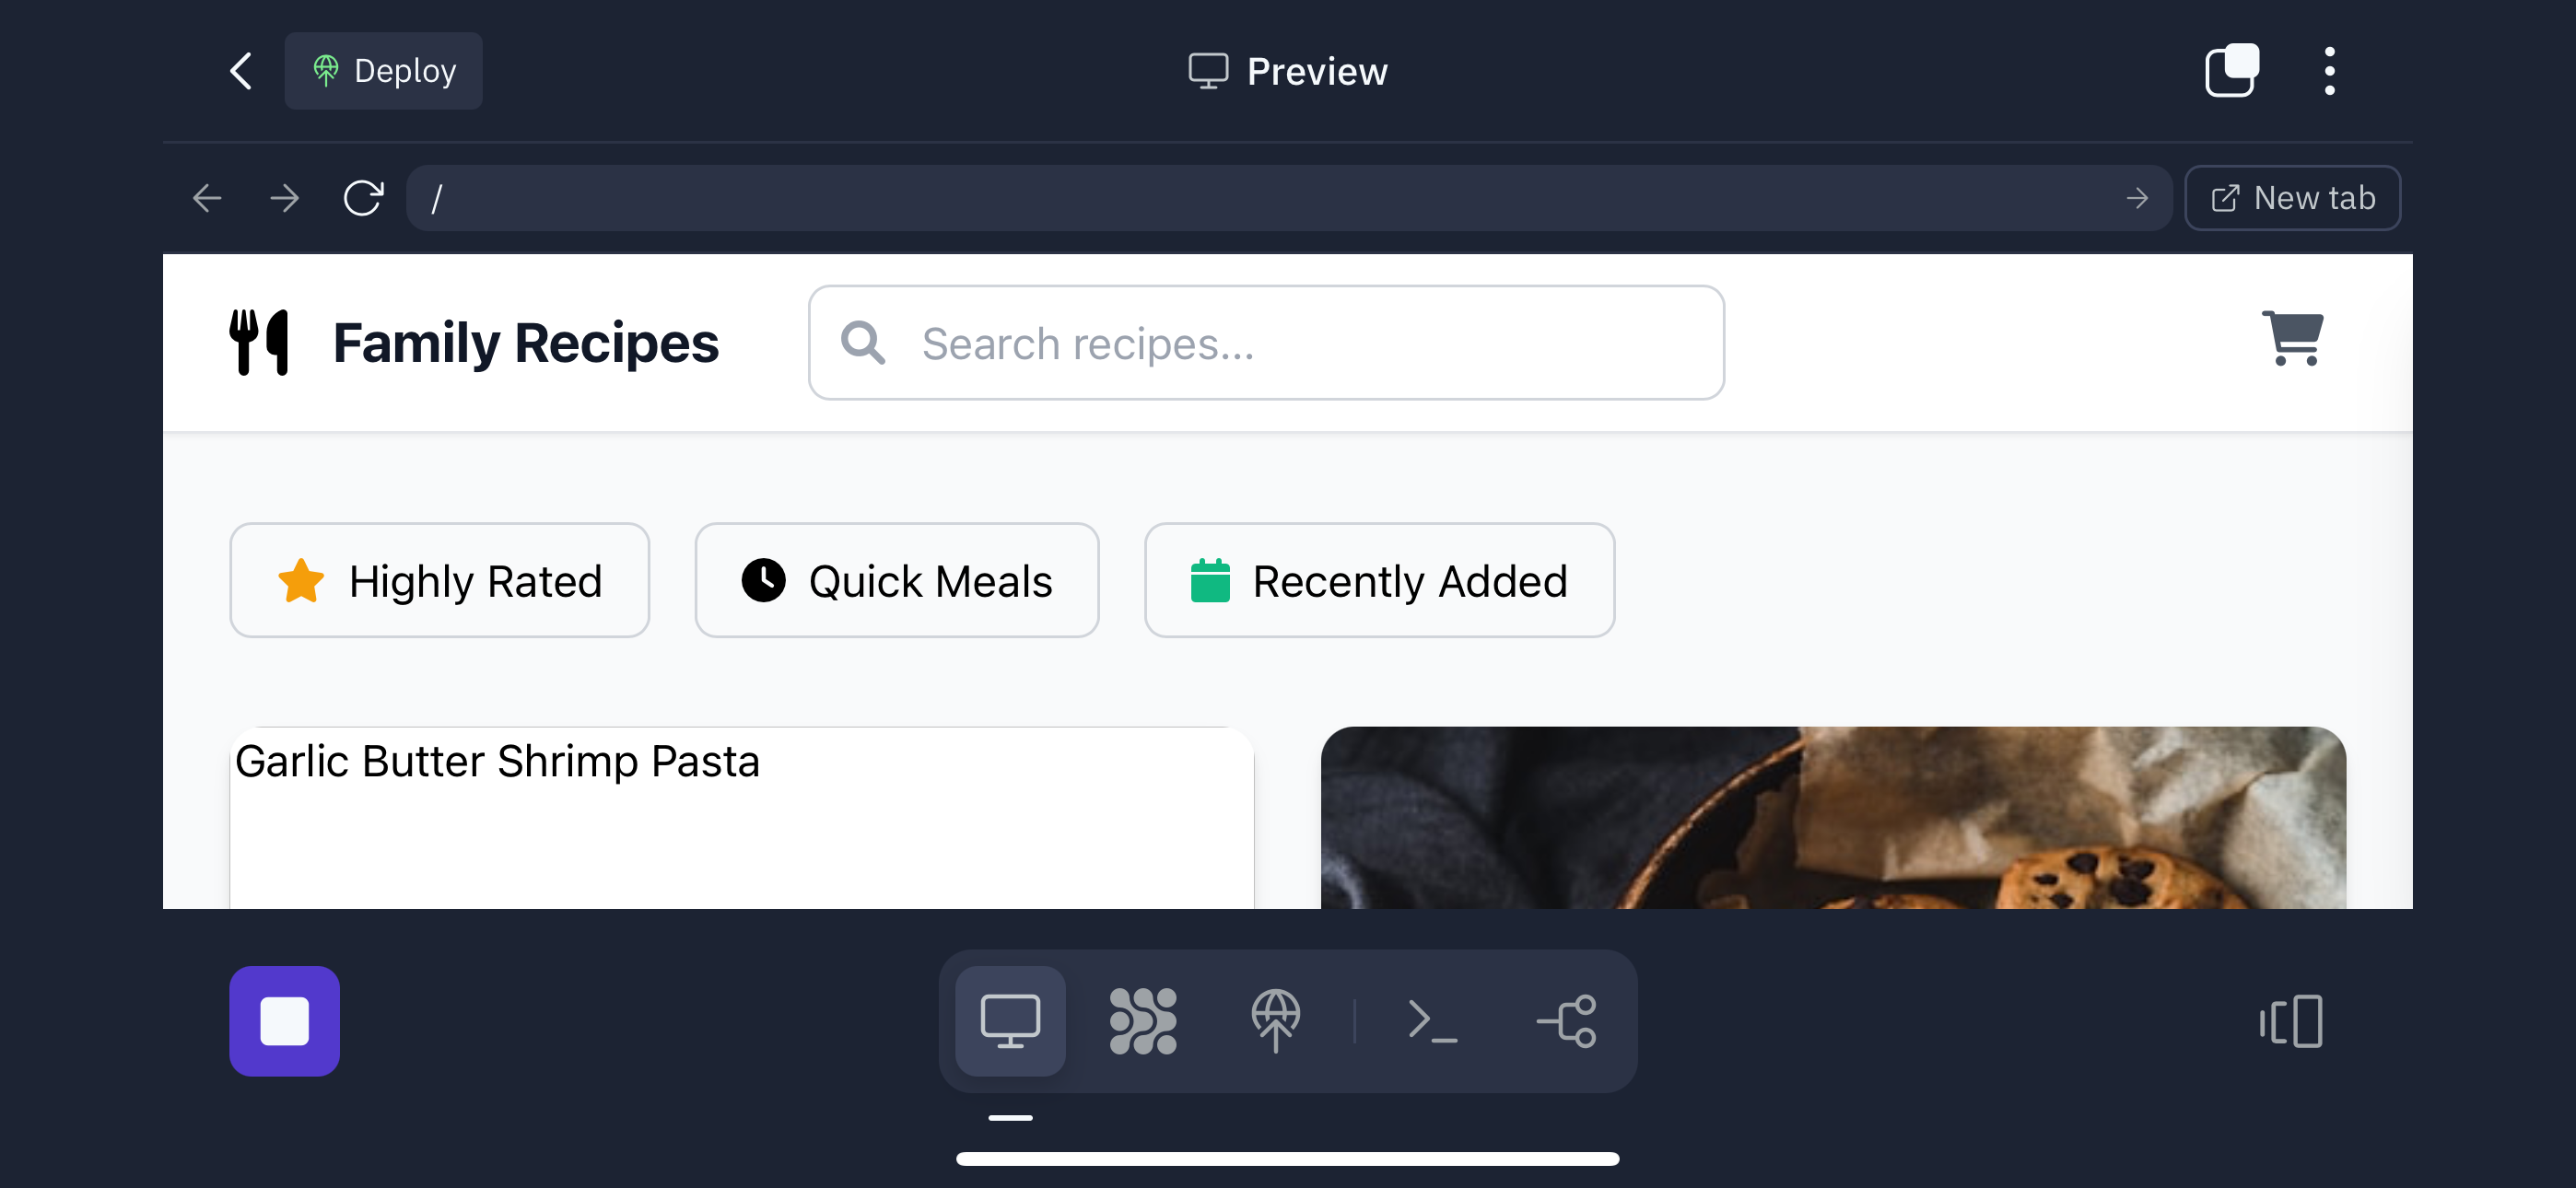 Deploy
Preview
/
New tab
Family Recipes
Search recipes...
Highly Rated
Quick Meals
Recently Added
Garlic Butter Shrimp Pasta